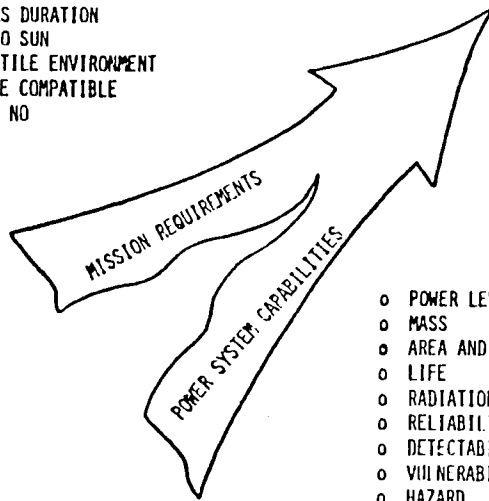 S DURATION
O SUN
TILE ENVIRONMENT
E COMPATIBLE
NO
MISSION REQUIREMENTS
POWER SYSTEM CAPABILITIES
o POWER LE
o MASS
o AREA AND
o LIFE
o RADIATION
o RELIABIL
o DETECTAB
o VULNERAB
o HAZARD